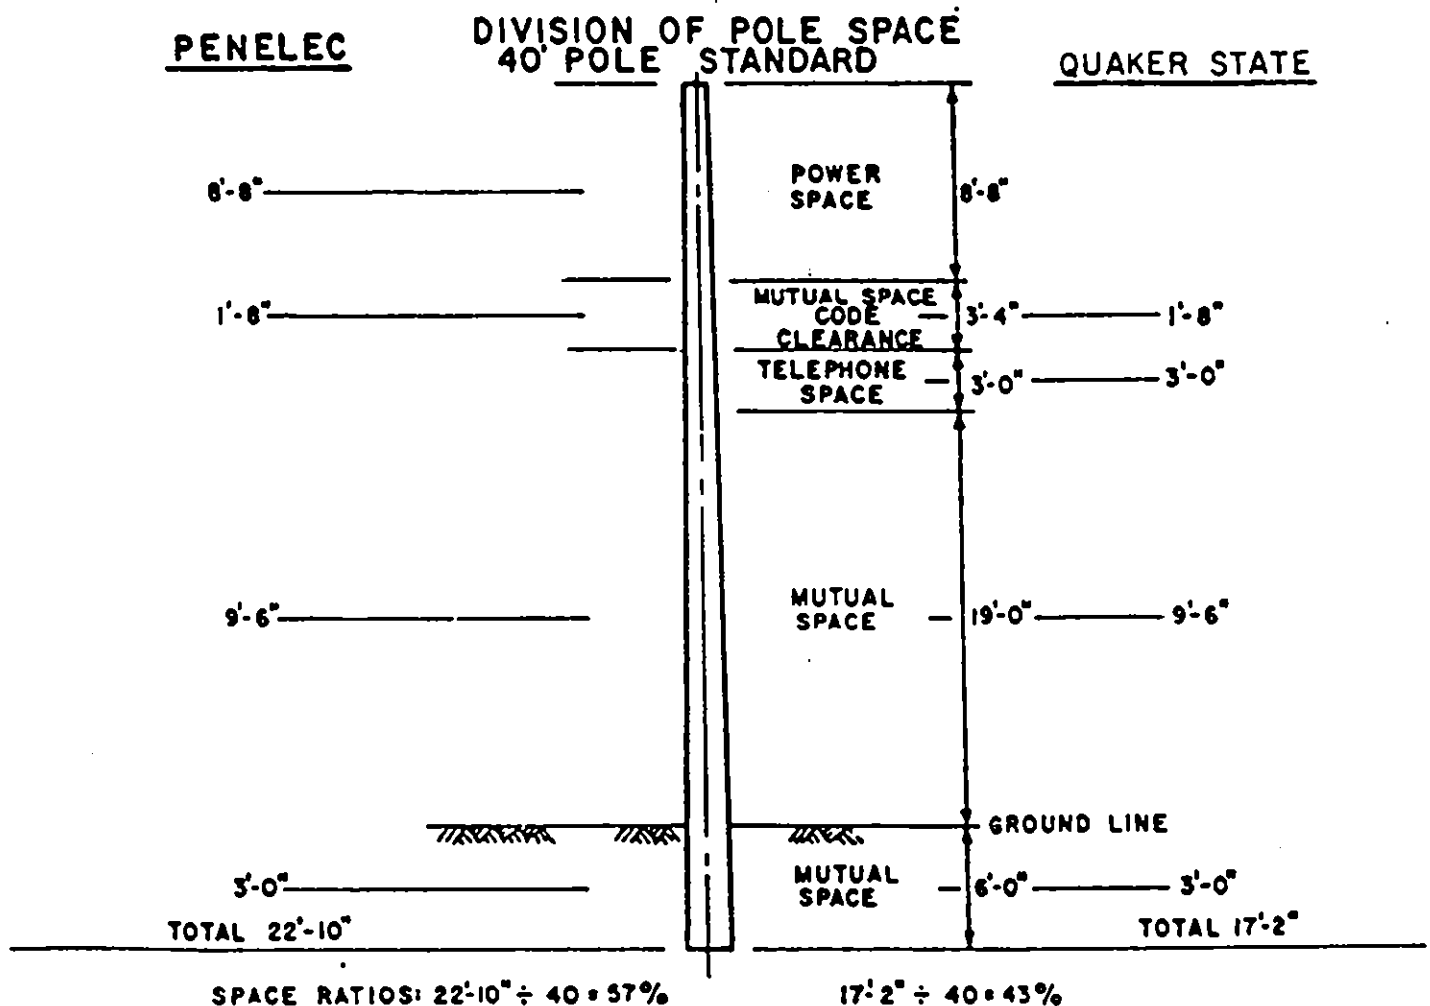 DIVISION OF POLE SPACE
PENELEC
40' POLE STANDARD
QUAKER STATE
8'-8"
POWER
SPACE
8'-8"
1'-8"
MUTUAL SPACE
CODE
CLEARANCE
3'-4"
1'-8"
TELEPHONE
SPACE
3'-0"
3'-0"
9'-6"
MUTUAL
SPACE
19'-0"
9'-6"
GROUND LINE
3'-0"
MUTUAL
SPACE
6'-0"
3'-0"
TOTAL 22'-10"
TOTAL 17'-2"
SPACE RATIOS: 22'-10" ÷ 40 = 57%
17'-2" ÷ 40 = 43%